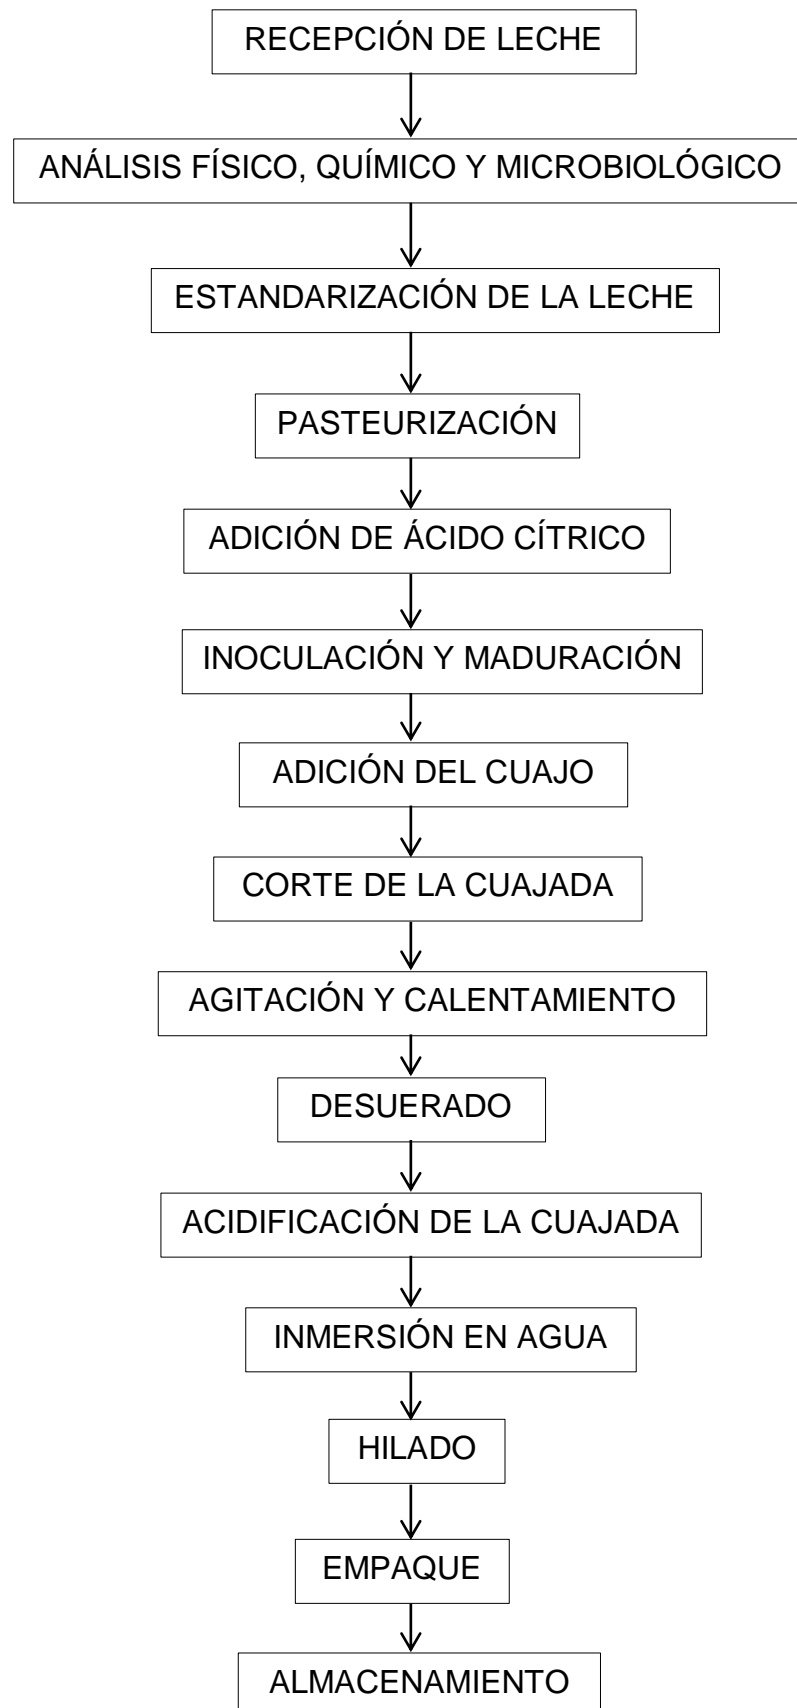 RECEPCIÓN DE LECHE
ANÁLISIS FÍSICO, QUÍMICO Y MICROBIOLÓGICO
ESTANDARIZACIÓN DE LA LECHE
PASTEURIZACIÓN
ADICIÓN DE ÁCIDO CÍTRICO
INOCULACIÓN Y MADURACIÓN
ADICIÓN DEL CUAJO
CORTE DE LA CUAJADA
AGITACIÓN Y CALENTAMIENTO
DESUERADO
ACIDIFICACIÓN DE LA CUAJADA
INMERSIÓN EN AGUA
HILADO
EMPAQUE
ALMACENAMIENTO